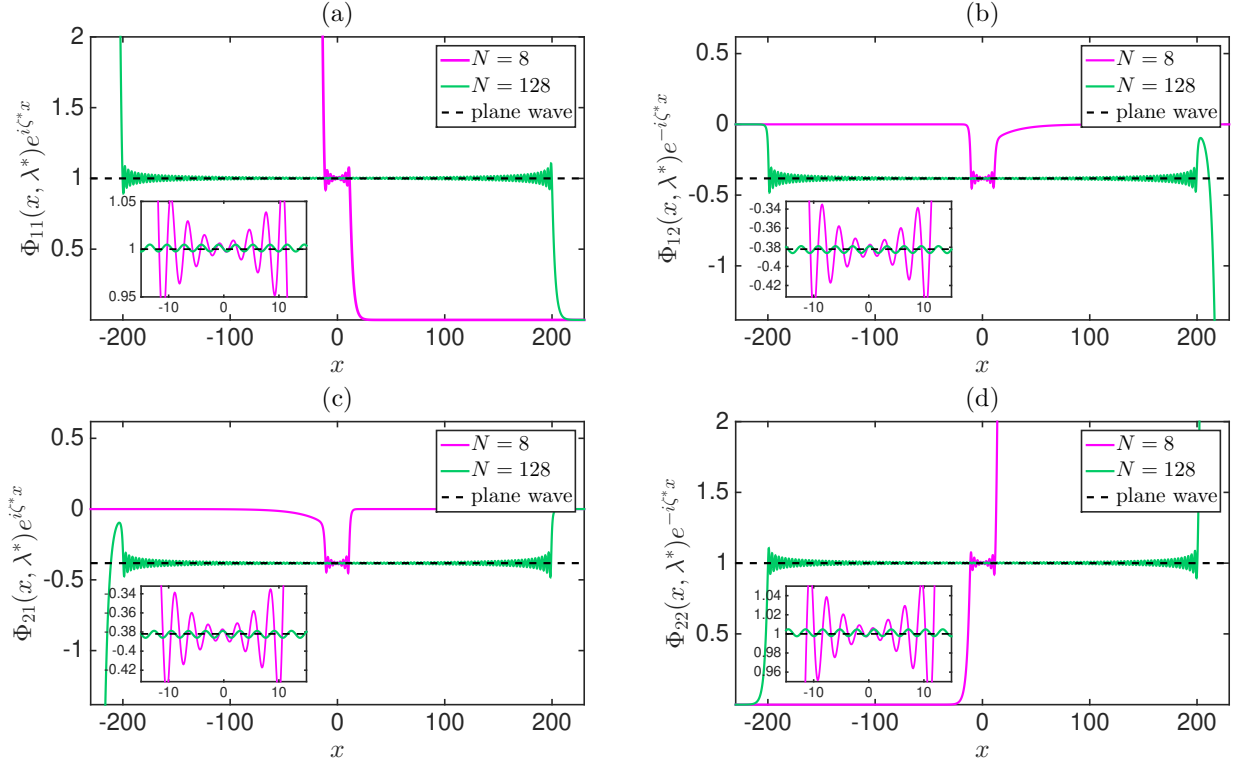 (a)
Φ₁₁(x, λ*)e^{iζ*x}
2
1.5
1
0.5
N = 8
N = 128
plane wave
1.05
1
0.95
-10 0 10
-200 -100 0 100 200
x
(b)
Φ₁₂(x, λ*)e^{-iζ*x}
0.5
0
-0.5
-1
N = 8
N = 128
plane wave
-0.34
-0.36
-0.38
-0.4
-0.42
-10 0 10
-200 -100 0 100 200
x
(c)
Φ₂₁(x, λ*)e^{iζ*x}
0.5
0
-0.5
-1
N = 8
N = 128
plane wave
-0.34
-0.36
-0.38
-0.4
-0.42
-10 0 10
-200 -100 0 100 200
x
(d)
Φ₂₂(x, λ*)e^{-iζ*x}
2
1.5
1
0.5
N = 8
N = 128
plane wave
1.04
1.02
1
0.98
0.96
-10 0 10
-200 -100 0 100 200
x